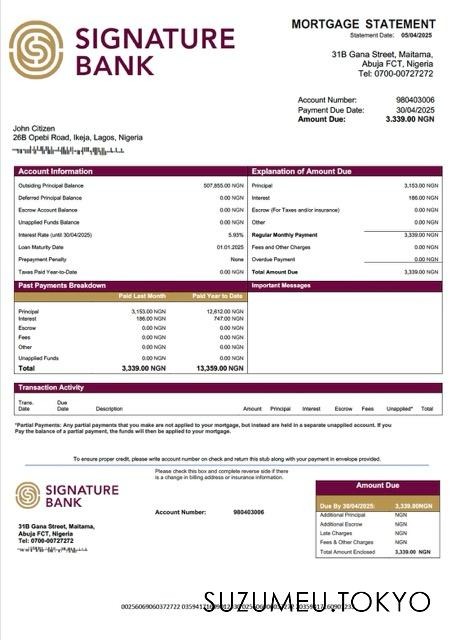 SIGNATURE
BANK
MORTGAGE STATEMENT
Statement Date: 05/04/2025
31B Gana Street, Maitama,
Abuja FCT, Nigeria
Tel: 0700-00727272
Account Number: 980403006
Payment Due Date: 30/04/2025
Amount Due: 3.339.00 NGN
John Citizen
26B Opebi Road, Ikeja, Lagos, Nigeria
Account Information
Outsiding Principal Balance 507,855.00 NGN
Deferred Principal Balance 0.00 NGN
Escrow Account Balance 0.00 NGN
Unapplied Funds Balance 0.00 NGN
Interest Rate (until 30/04/2025) 5.93%
Loan Maturity Date 01.01.2025
Prepayment Penalty None
Taxes Paid Year-to-Date 0.00 NGN
Explanation of Amount Due
Principal 3,153.00 NGN
Interest 186.00 NGN
Escrow (For Taxes and/or insurance) 0.00 NGN
Other 0.00 NGN
Regular Monthly Payment 3,339.00 NGN
Fees and Other Charges 0.00 NGN
Overdue Payment 0.00 NGN
Total Amount Due 3,339.00 NGN
Past Payments Breakdown
Paid Last Month Paid Year to Date
Principal 3,153.00 NGN 12,612.00 NGN
Interest 186.00 NGN 747.00 NGN
Escrow 0.00 NGN 0.00 NGN
Fees 0.00 NGN 0.00 NGN
Other 0.00 NGN 0.00 NGN
Unapplied Funds 0.00 NGN 0.00 NGN
Total 3,339.00 NGN 13,359.00 NGN
Important Messages
Transaction Activity
Trans. Date Due Date Description Amount Principal Interest Escrow Fees Unapplied* Total
*Partial Payments: Any partial payments that you make are not applied to your mortgage, but instead are held in a separate unapplied account. If you
Pay the balance of a partial payment, the funds will then be applied to your mortgage.
To ensure proper credit, please write account number on check and return this stub along with your payment in envelope provided.
Please check this box and complete reverse side if there
is a change in billing address or insurance information.
SIGNATURE
BANK
31B Gana Street, Maitama,
Abuja FCT, Nigeria
Tel: 0700-00727272
Account Number: 980403006
Amount Due
Due By 30/04/2025: 3,339.00NGN
Additional Principal NGN
Additional Escrow NGN
Late Charges NGN
Fees & Other Charges NGN
Total Amount Enclosed 3,339.00 NGN
SUZUMEU.TOKYO